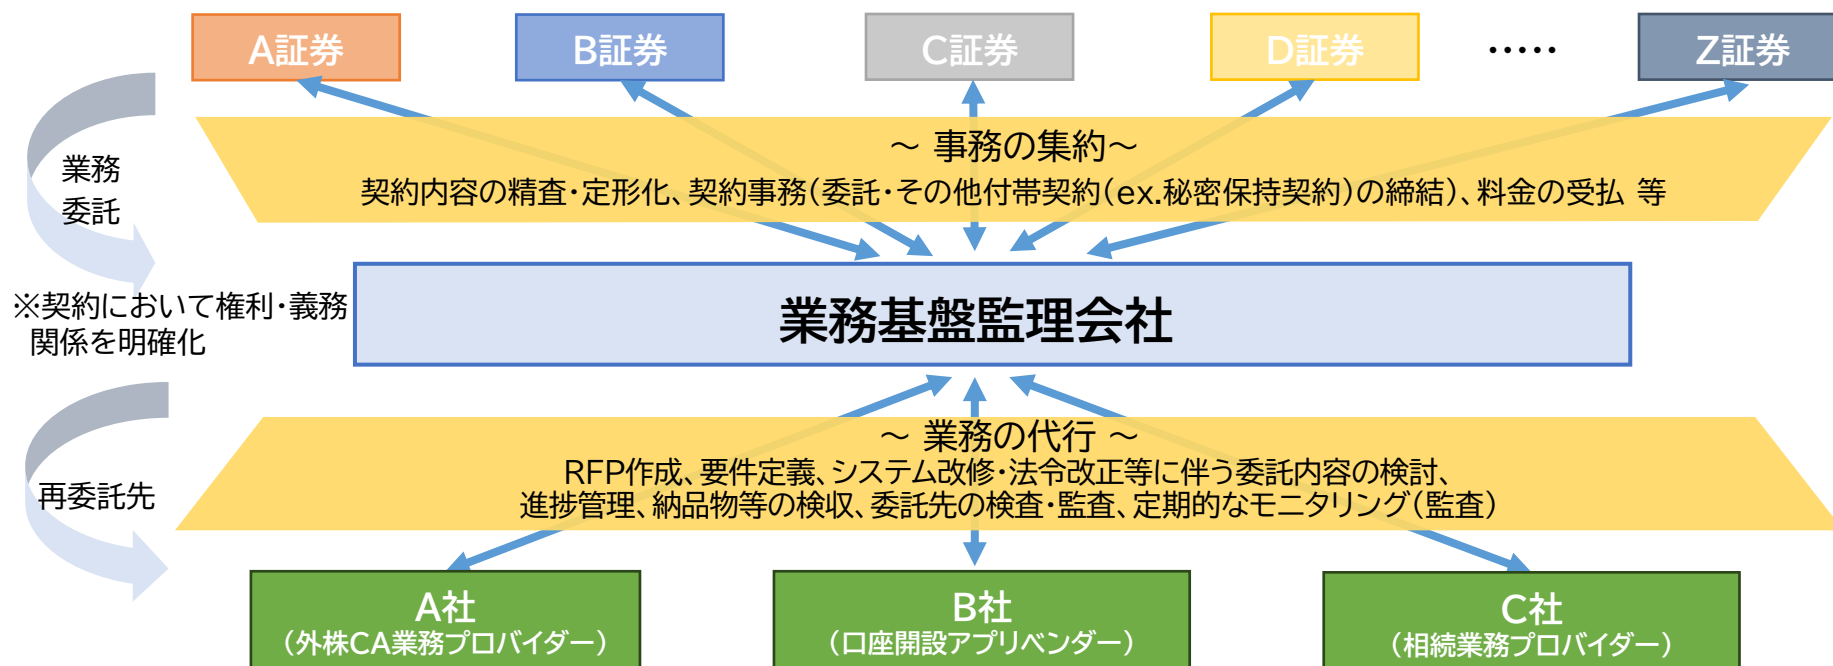 A証券
B証券
C証券
D証券
・・・・・
Z証券
～ 事務の集約～
契約内容の精査・定形化、契約事務（委託・その他付帯契約（ex.秘密保持契約）の締結）、料金の受払 等
業務
委託
業務基盤監理会社
※契約において権利・義務
関係を明確化
～ 業務の代行 ～
RFP作成、要件定義、システム改修・法令改正等に伴う委託内容の検討、
進捗管理、納品物等の検収、委託先の検査・監査、定期的なモニタリング（監査）
再委託先
A社
（外株CA業務プロバイダー）
B社
（口座開設アプリベンダー）
C社
（相続業務プロバイダー）